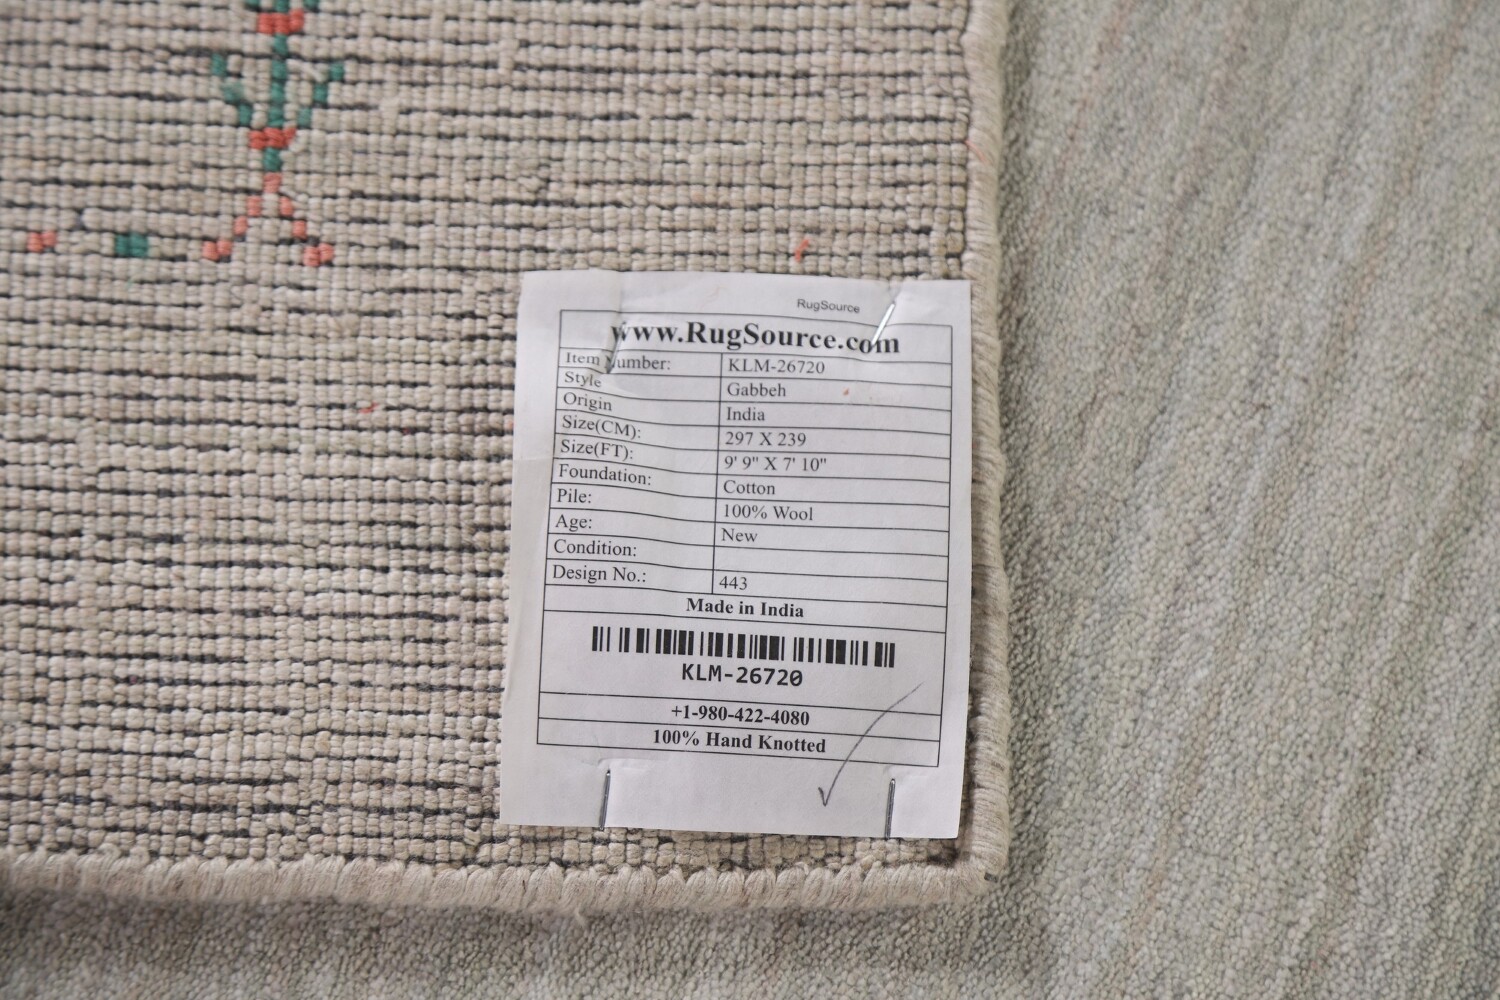 RugSource
www.RugSource.com
Item Number: KLM-26720
Style Gabbeh
Origin India
Size(CM): 297 X 239
Size(FT): 9' 9" X 7' 10"
Foundation: Cotton
Pile: 100% Wool
Age: New
Condition:
Design No.: 443
Made in India
KLM-26720
+1-980-422-4080
100% Hand Knotted